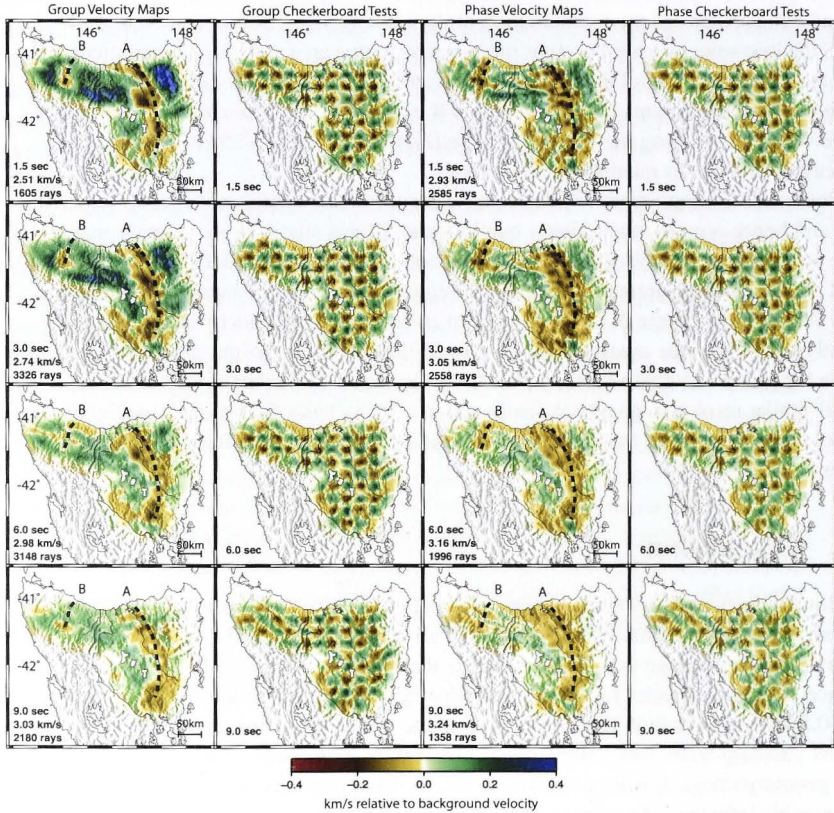 Group Velocity Maps Group Checkerboard Tests Phase Velocity Maps Phase Checkerboard Tests
146° 148° 146° 148°
B A B A
-41°
-42°
1.5 sec
2.51 km/s
1605 rays
50km
1.5 sec
1.5 sec
2.93 km/s
2585 rays
50km
1.5 sec
B A B A
-41°
-42°
3.0 sec
2.74 km/s
3326 rays
50km
3.0 sec
3.0 sec
3.05 km/s
2558 rays
50km
3.0 sec
B A B A
-41°
-42°
6.0 sec
2.98 km/s
3148 rays
50km
6.0 sec
6.0 sec
3.16 km/s
1996 rays
50km
6.0 sec
B A B A
-41°
-42°
9.0 sec
3.03 km/s
2180 rays
50km
9.0 sec
9.0 sec
3.24 km/s
1358 rays
50km
9.0 sec
-0.4 -0.2 0.0 0.2 0.4
km/s relative to background velocity